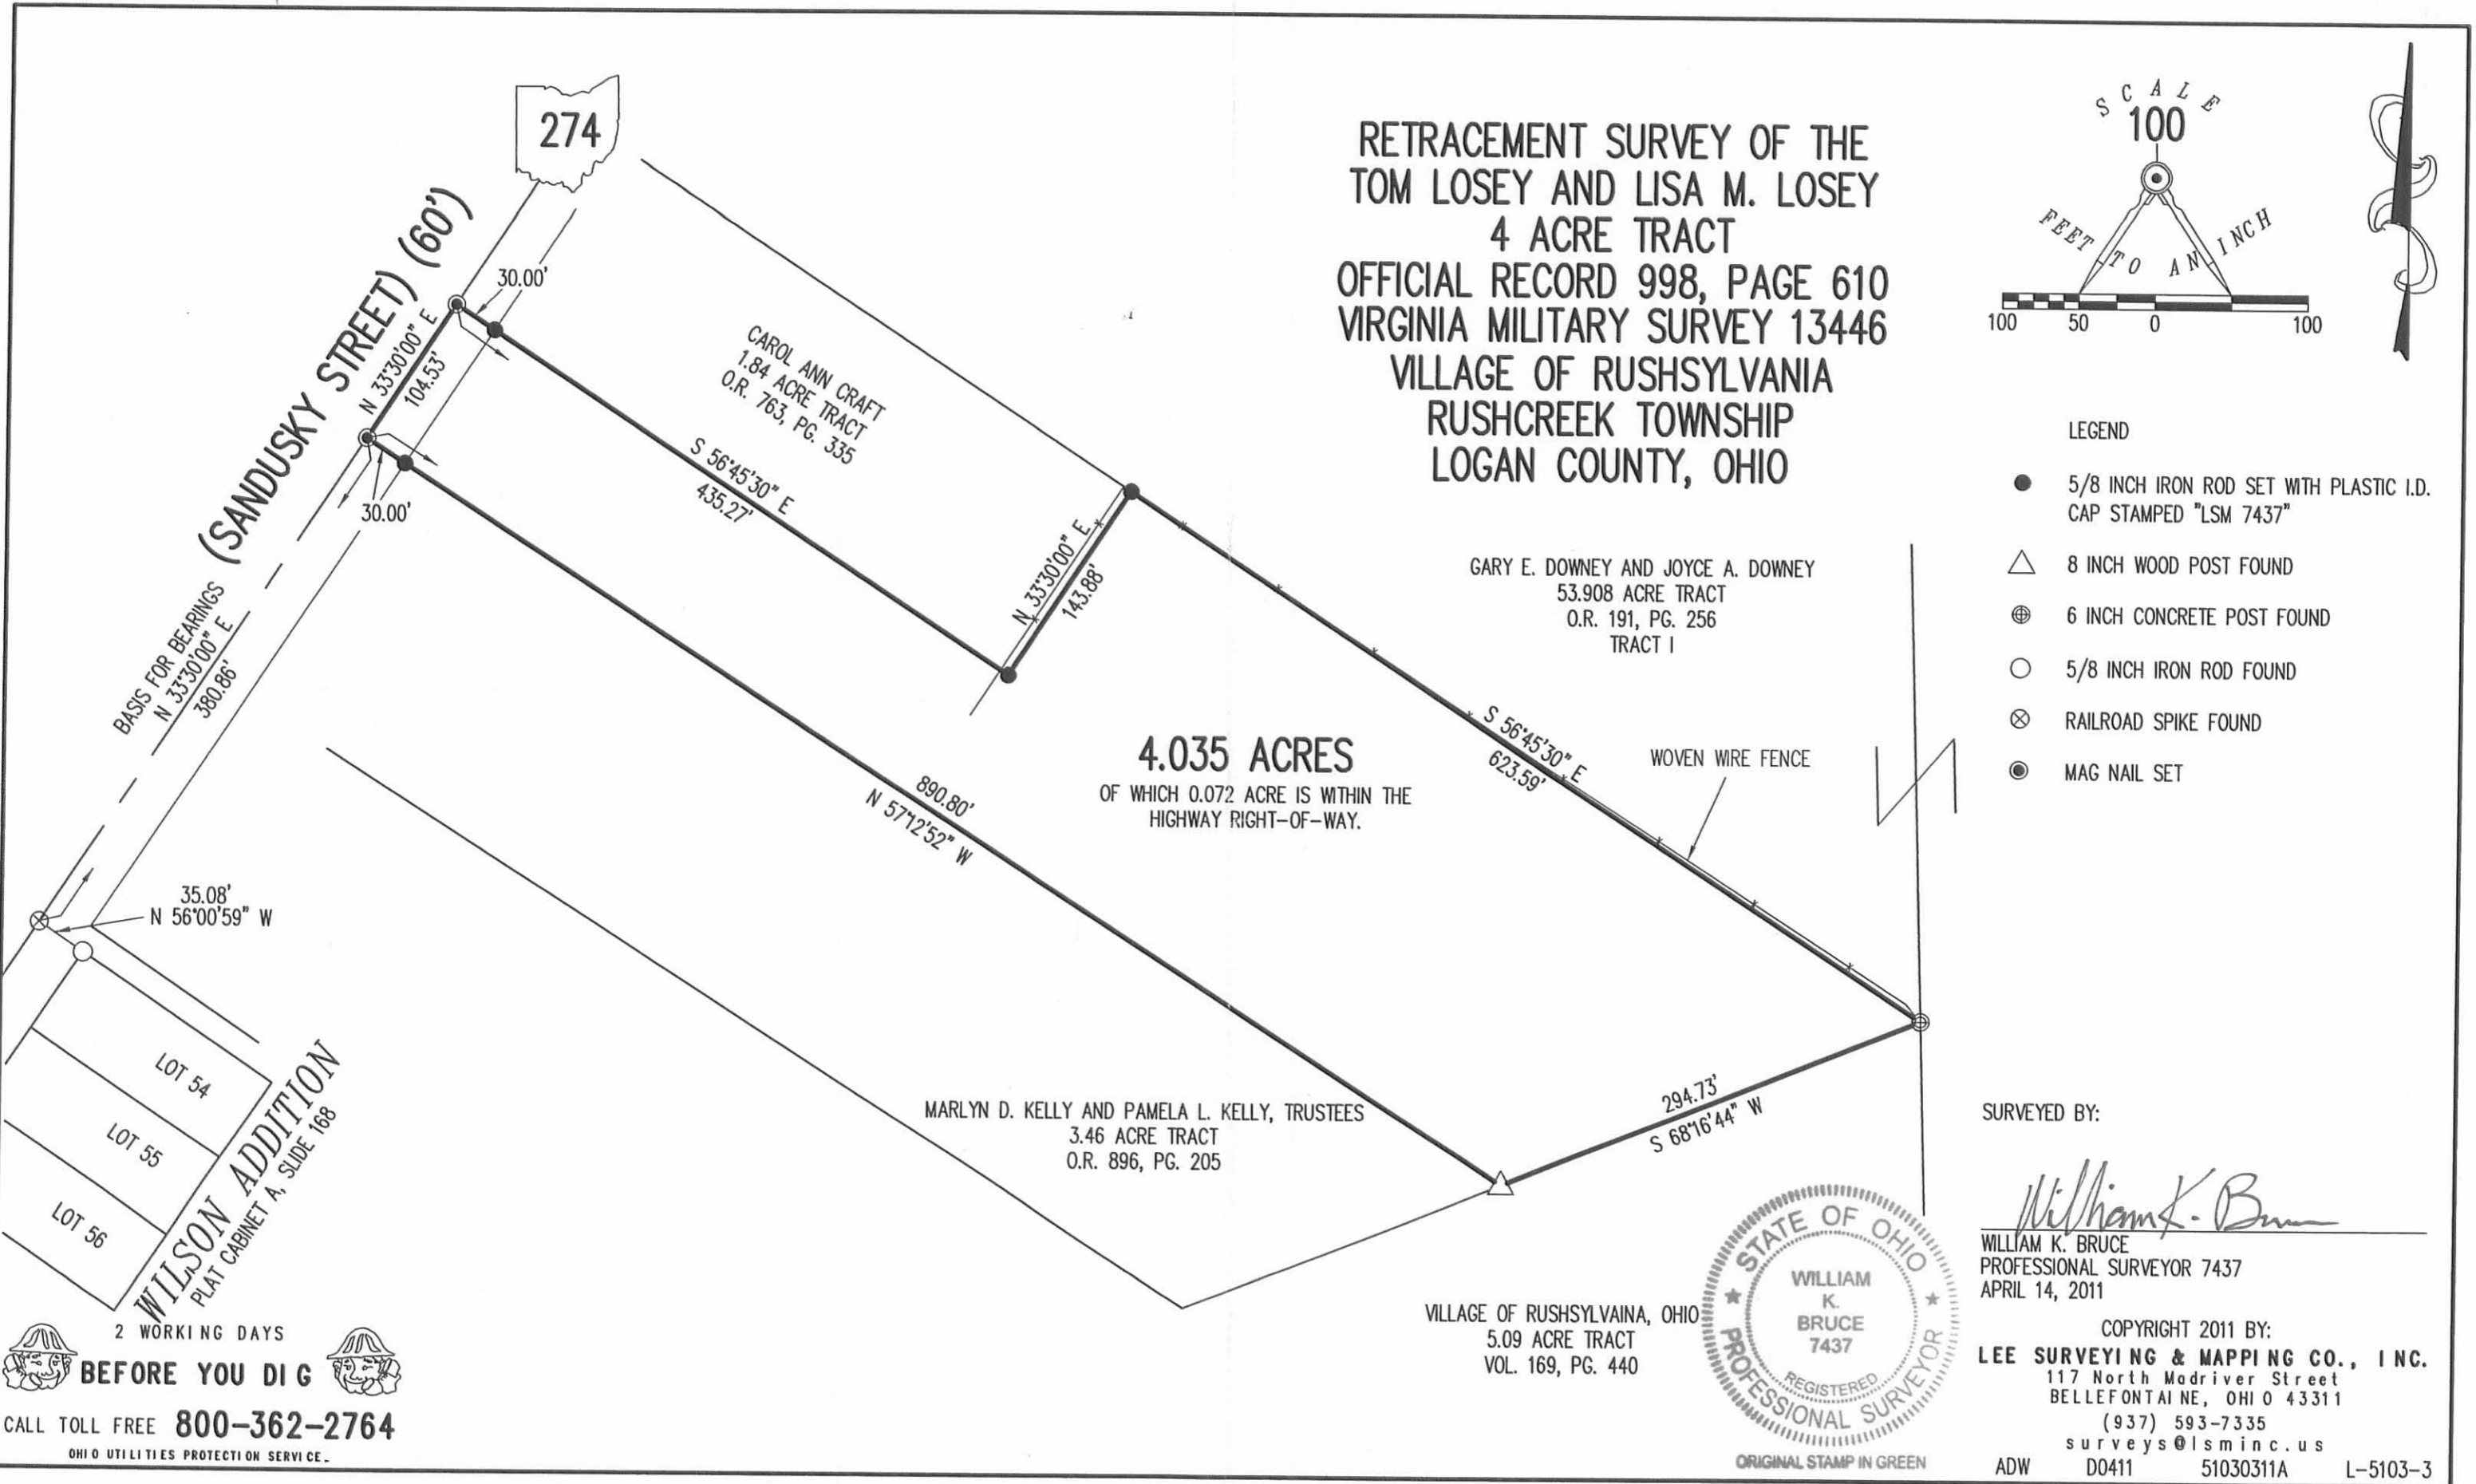 274
(SANDUSKY STREET) (60')
30.00'
N 33°30'00" E
104.53'
30.00'
CAROL ANN CRAFT
1.84 ACRE TRACT
O.R. 763, PG. 335
S 56°45'30" E
435.27'
N 33°30'00" E
143.88'
BASIS FOR BEARINGS
N 33°30'00" E
380.86'
RETRACEMENT SURVEY OF THE
TOM LOSEY AND LISA M. LOSEY
4 ACRE TRACT
OFFICIAL RECORD 998, PAGE 610
VIRGINIA MILITARY SURVEY 13446
VILLAGE OF RUSHSYLVANIA
RUSHCREEK TOWNSHIP
LOGAN COUNTY, OHIO
SCALE
100
FEET TO AN INCH
100 50 0 100
LEGEND
5/8 INCH IRON ROD SET WITH PLASTIC I.D.
CAP STAMPED "LSM 7437"
8 INCH WOOD POST FOUND
6 INCH CONCRETE POST FOUND
5/8 INCH IRON ROD FOUND
RAILROAD SPIKE FOUND
MAG NAIL SET
GARY E. DOWNEY AND JOYCE A. DOWNEY
53.908 ACRE TRACT
O.R. 191, PG. 256
TRACT I
S 56°45'30" E
623.59'
WOVEN WIRE FENCE
4.035 ACRES
OF WHICH 0.072 ACRE IS WITHIN THE
HIGHWAY RIGHT-OF-WAY.
890.80'
N 57°12'52" W
35.08'
N 56°00'59" W
LOT 54
LOT 55
LOT 56
WILSON ADDITION
PLAT CABINET A, SLIDE 168
MARLYN D. KELLY AND PAMELA L. KELLY, TRUSTEES
3.46 ACRE TRACT
O.R. 896, PG. 205
294.73'
S 68°16'44" W
VILLAGE OF RUSHSYLVAINA, OHIO
5.09 ACRE TRACT
VOL. 169, PG. 440
STATE OF OHIO
WILLIAM
K.
BRUCE
7437
REGISTERED
PROFESSIONAL SURVEYOR
ORIGINAL STAMP IN GREEN
SURVEYED BY:
William K. Bruce
WILLIAM K. BRUCE
PROFESSIONAL SURVEYOR 7437
APRIL 14, 2011
COPYRIGHT 2011 BY:
LEE SURVEYING & MAPPING CO., INC.
117 North Madriver Street
BELLEFONTAINE, OHIO 43311
(937) 593-7335
surveys@lsminc.us
ADW D0411 51030311A L-5103-3
2 WORKING DAYS
BEFORE YOU DIG
CALL TOLL FREE 800-362-2764
OHIO UTILITIES PROTECTION SERVICE.